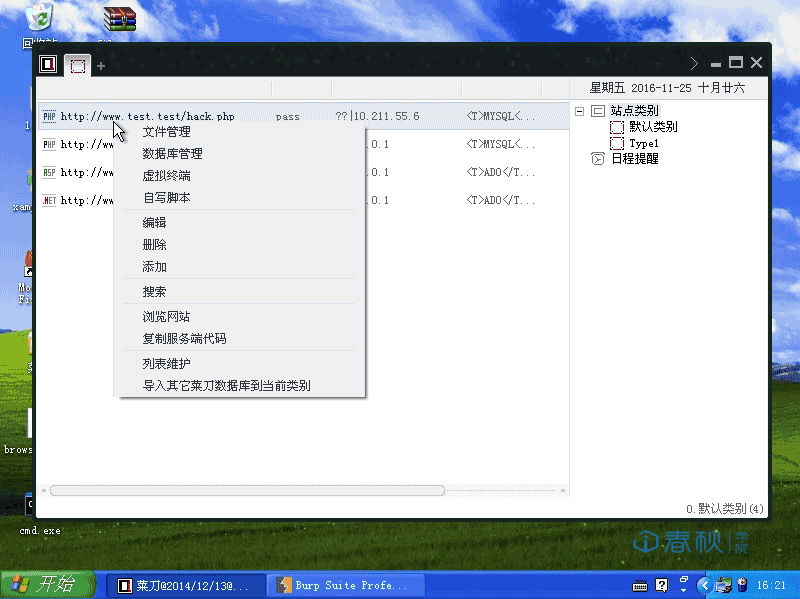 星期五 2016-11-25 十月廿六
PHP http://www.test.test/hack.php pass ??|10.211.55.6 <T>MYSQL<...
PHP http://ww .0.1 <T>MYSQL<...
ASP http://ww .0.1 <T>ADO</T...
.NET http://ww .0.1 <T>ADO</T...
文件管理
数据库管理
虚拟终端
自写脚本
编辑
删除
添加
搜索
浏览网站
复制服务端代码
列表维护
导入其它菜刀数据库到当前类别
站点类别
默认类别
Type1
日程提醒
0.默认类别(4)
brows
cmd.exe
春秋学院
开始
菜刀@2014/12/13@...
Burp Suite Profe...
16:21